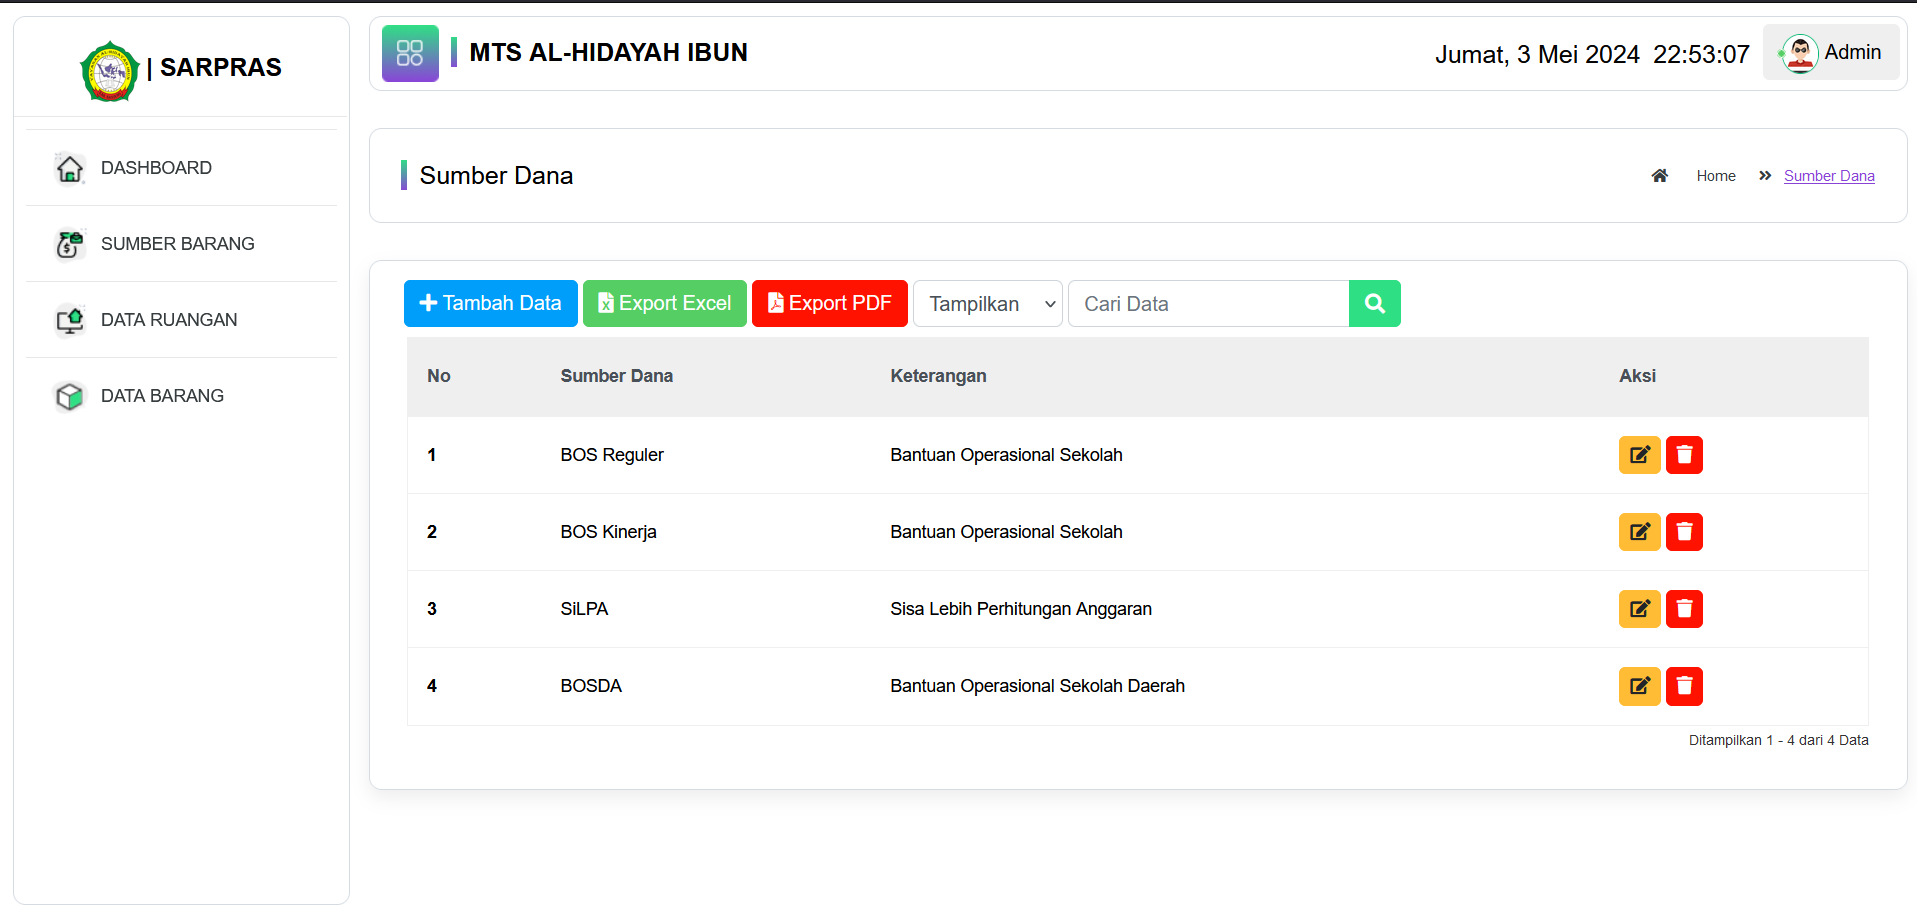 | SARPRAS
DASHBOARD
SUMBER BARANG
DATA RUANGAN
DATA BARANG
MTS AL-HIDAYAH IBUN
Jumat, 3 Mei 2024 22:53:07
Admin
Sumber Dana
Home » Sumber Dana
Tambah Data Export Excel Export PDF Tampilkan Cari Data
No Sumber Dana Keterangan Aksi
1 BOS Reguler Bantuan Operasional Sekolah
2 BOS Kinerja Bantuan Operasional Sekolah
3 SiLPA Sisa Lebih Perhitungan Anggaran
4 BOSDA Bantuan Operasional Sekolah Daerah
Ditampilkan 1 - 4 dari 4 Data